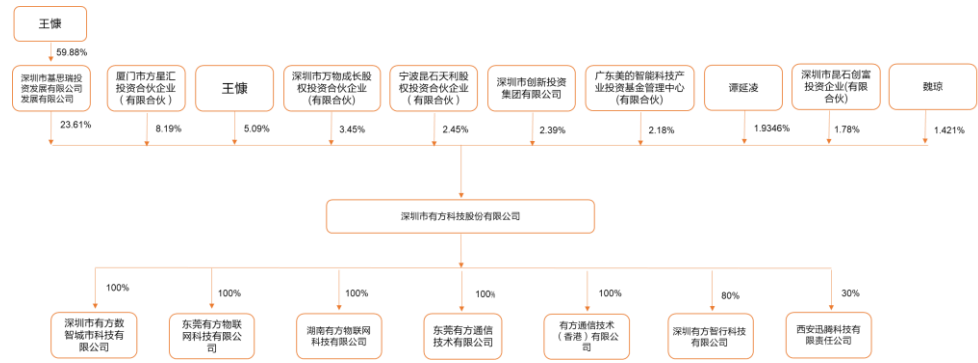 王慷
59.88%
深圳市基思瑞投
资发展有限公司
发展有限公司
厦门市方星汇
投资合伙企业
（有限合伙）
王慷
深圳市万物成长股
权投资合伙企业
(有限合伙)
宁波昆石天利股
权投资合伙企业
（有限合伙）
深圳市创新投资
集团有限公司
广东美的智能科技产
业投资基金管理中心
(有限合伙)
谭延凌
深圳市昆石创富
投资企业(有限
合伙)
魏琼
23.61%
8.19%
5.09%
3.45%
2.45%
2.39%
2.18%
1.9346%
1.78%
1.421%
深圳市有方科技股份有限公司
100%
100%
100%
100%
100%
80%
30%
深圳市有方数
智城市科技有
限公司
东莞有方物联
网科技有限公
司
湖南有方物联网
科技有限公司
东莞有方通信
技术有限公司
有方通信技术
（香港）有限公
司
深圳有方智行科技
有限公司
西安迅腾科技有
限责任公司